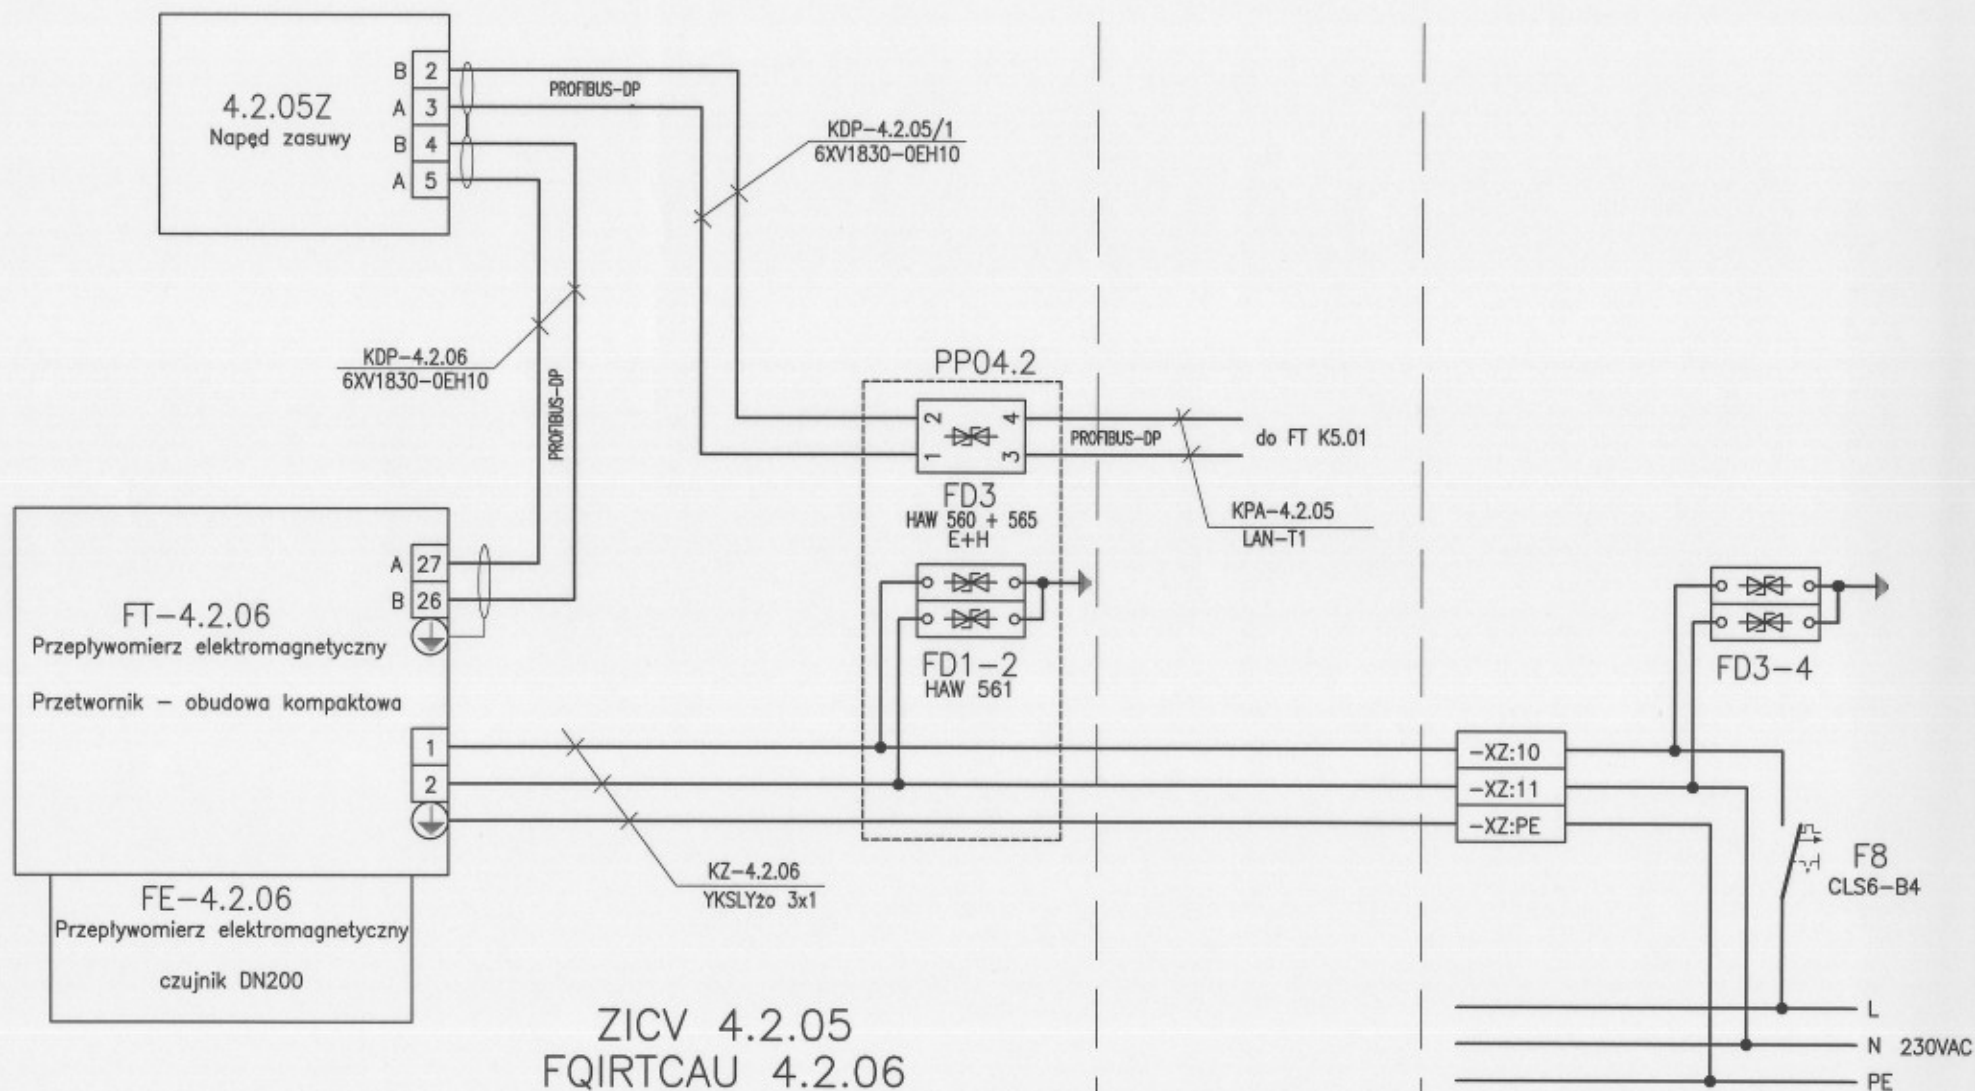 4.2.05Z
Napęd zasuwy
B 2
A 3
B 4
A 5
PROFIBUS-DP
KDP-4.2.05/1
6XV1830-0EH10
KDP-4.2.06
6XV1830-0EH10
PROFIBUS-DP
PP04.2
2 4
1 3
PROFIBUS-DP
do FT K5.01
FD3
HAW 560 + 565
E+H
KPA-4.2.05
LAN-T1
FD1-2
HAW 561
FD3-4
A 27
B 26
FT-4.2.06
Przepływomierz elektromagnetyczny
Przetwornik - obudowa kompaktowa
1
2
-XZ:10
-XZ:11
-XZ:PE
KZ-4.2.06
YKSLYżo 3x1
F8
CLS6-B4
FE-4.2.06
Przepływomierz elektromagnetyczny
czujnik DN200
L
N 230VAC
PE
ZICV 4.2.05
FQIRTCAU 4.2.06